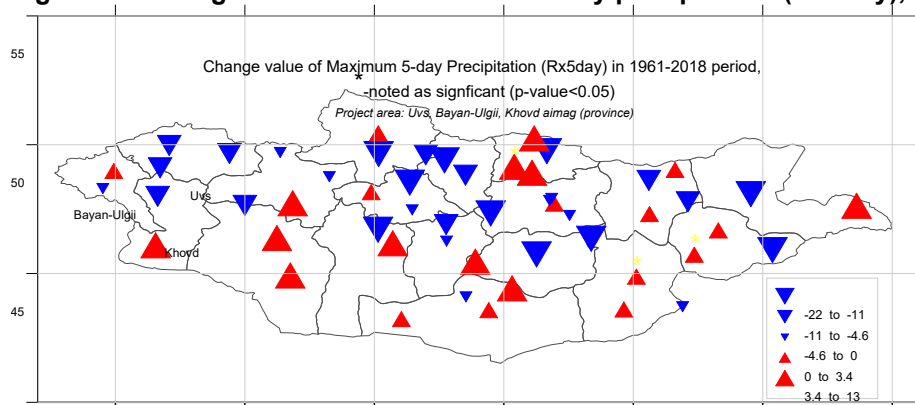 Change value of Maximum 5-day Precipitation (Rx5day) in 1961-2018 period,
*
-noted as signficant (p-value<0.05)
Project area: Uvs, Bayan-Ulgii, Khovd aimag (province)
55
50
45
Uvs
Bayan-Ulgii
Khovd
-22 to -11
-11 to -4.6
-4.6 to 0
0 to 3.4
3.4 to 13